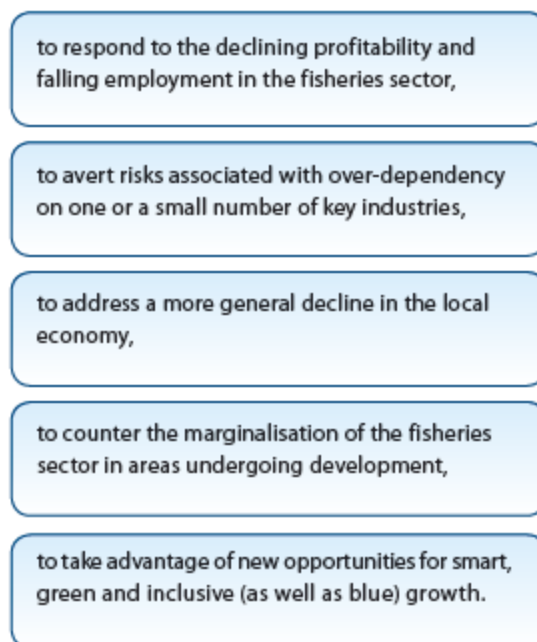 to respond to the declining profitability and
falling employment in the fisheries sector,
to avert risks associated with over-dependency
on one or a small number of key industries,
to address a more general decline in the local
economy,
to counter the marginalisation of the fisheries
sector in areas undergoing development,
to take advantage of new opportunities for smart,
green and inclusive (as well as blue) growth.